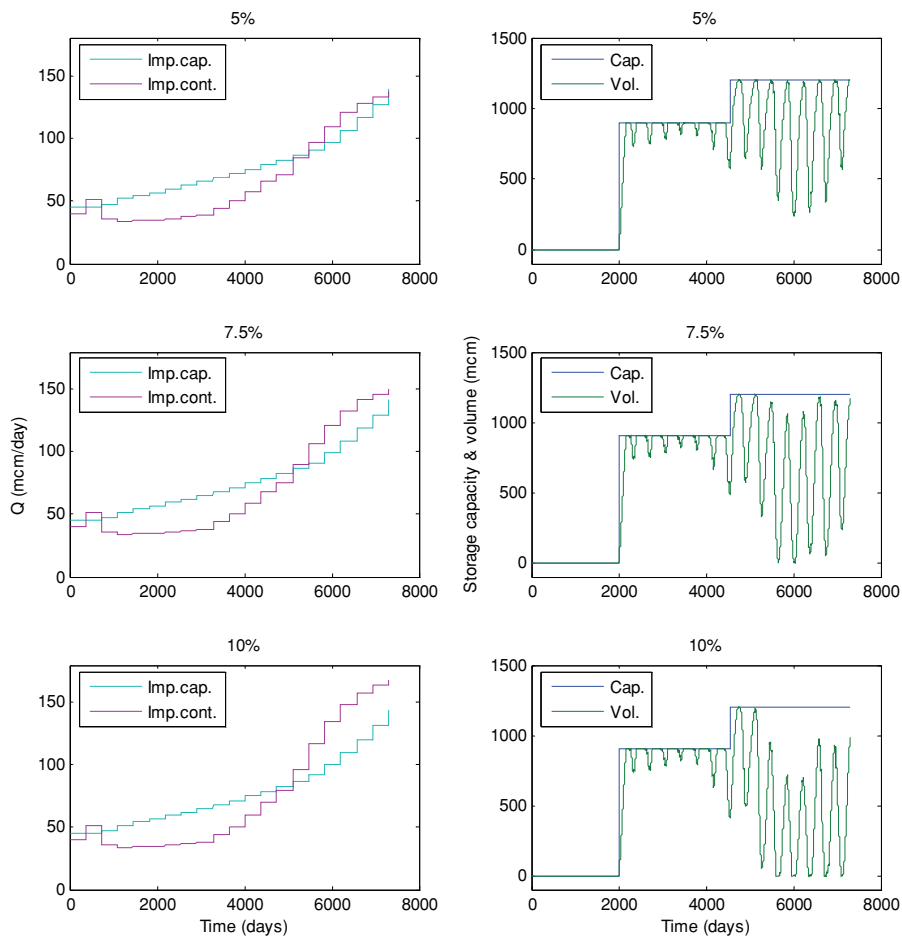 5%
Imp.cap.
Imp.cont.
150
100
50
0
0 2000 4000 6000 8000
5%
Cap.
Vol.
1500
1000
500
0
0 2000 4000 6000 8000
7.5%
Imp.cap.
Imp.cont.
Q (mcm/day)
150
100
50
0
0 2000 4000 6000 8000
7.5%
Cap.
Vol.
Storage capacity & volume (mcm)
1500
1000
500
0
0 2000 4000 6000 8000
10%
Imp.cap.
Imp.cont.
150
100
50
0
0 2000 4000 6000 8000
Time (days)
10%
Cap.
Vol.
1500
1000
500
0
0 2000 4000 6000 8000
Time (days)